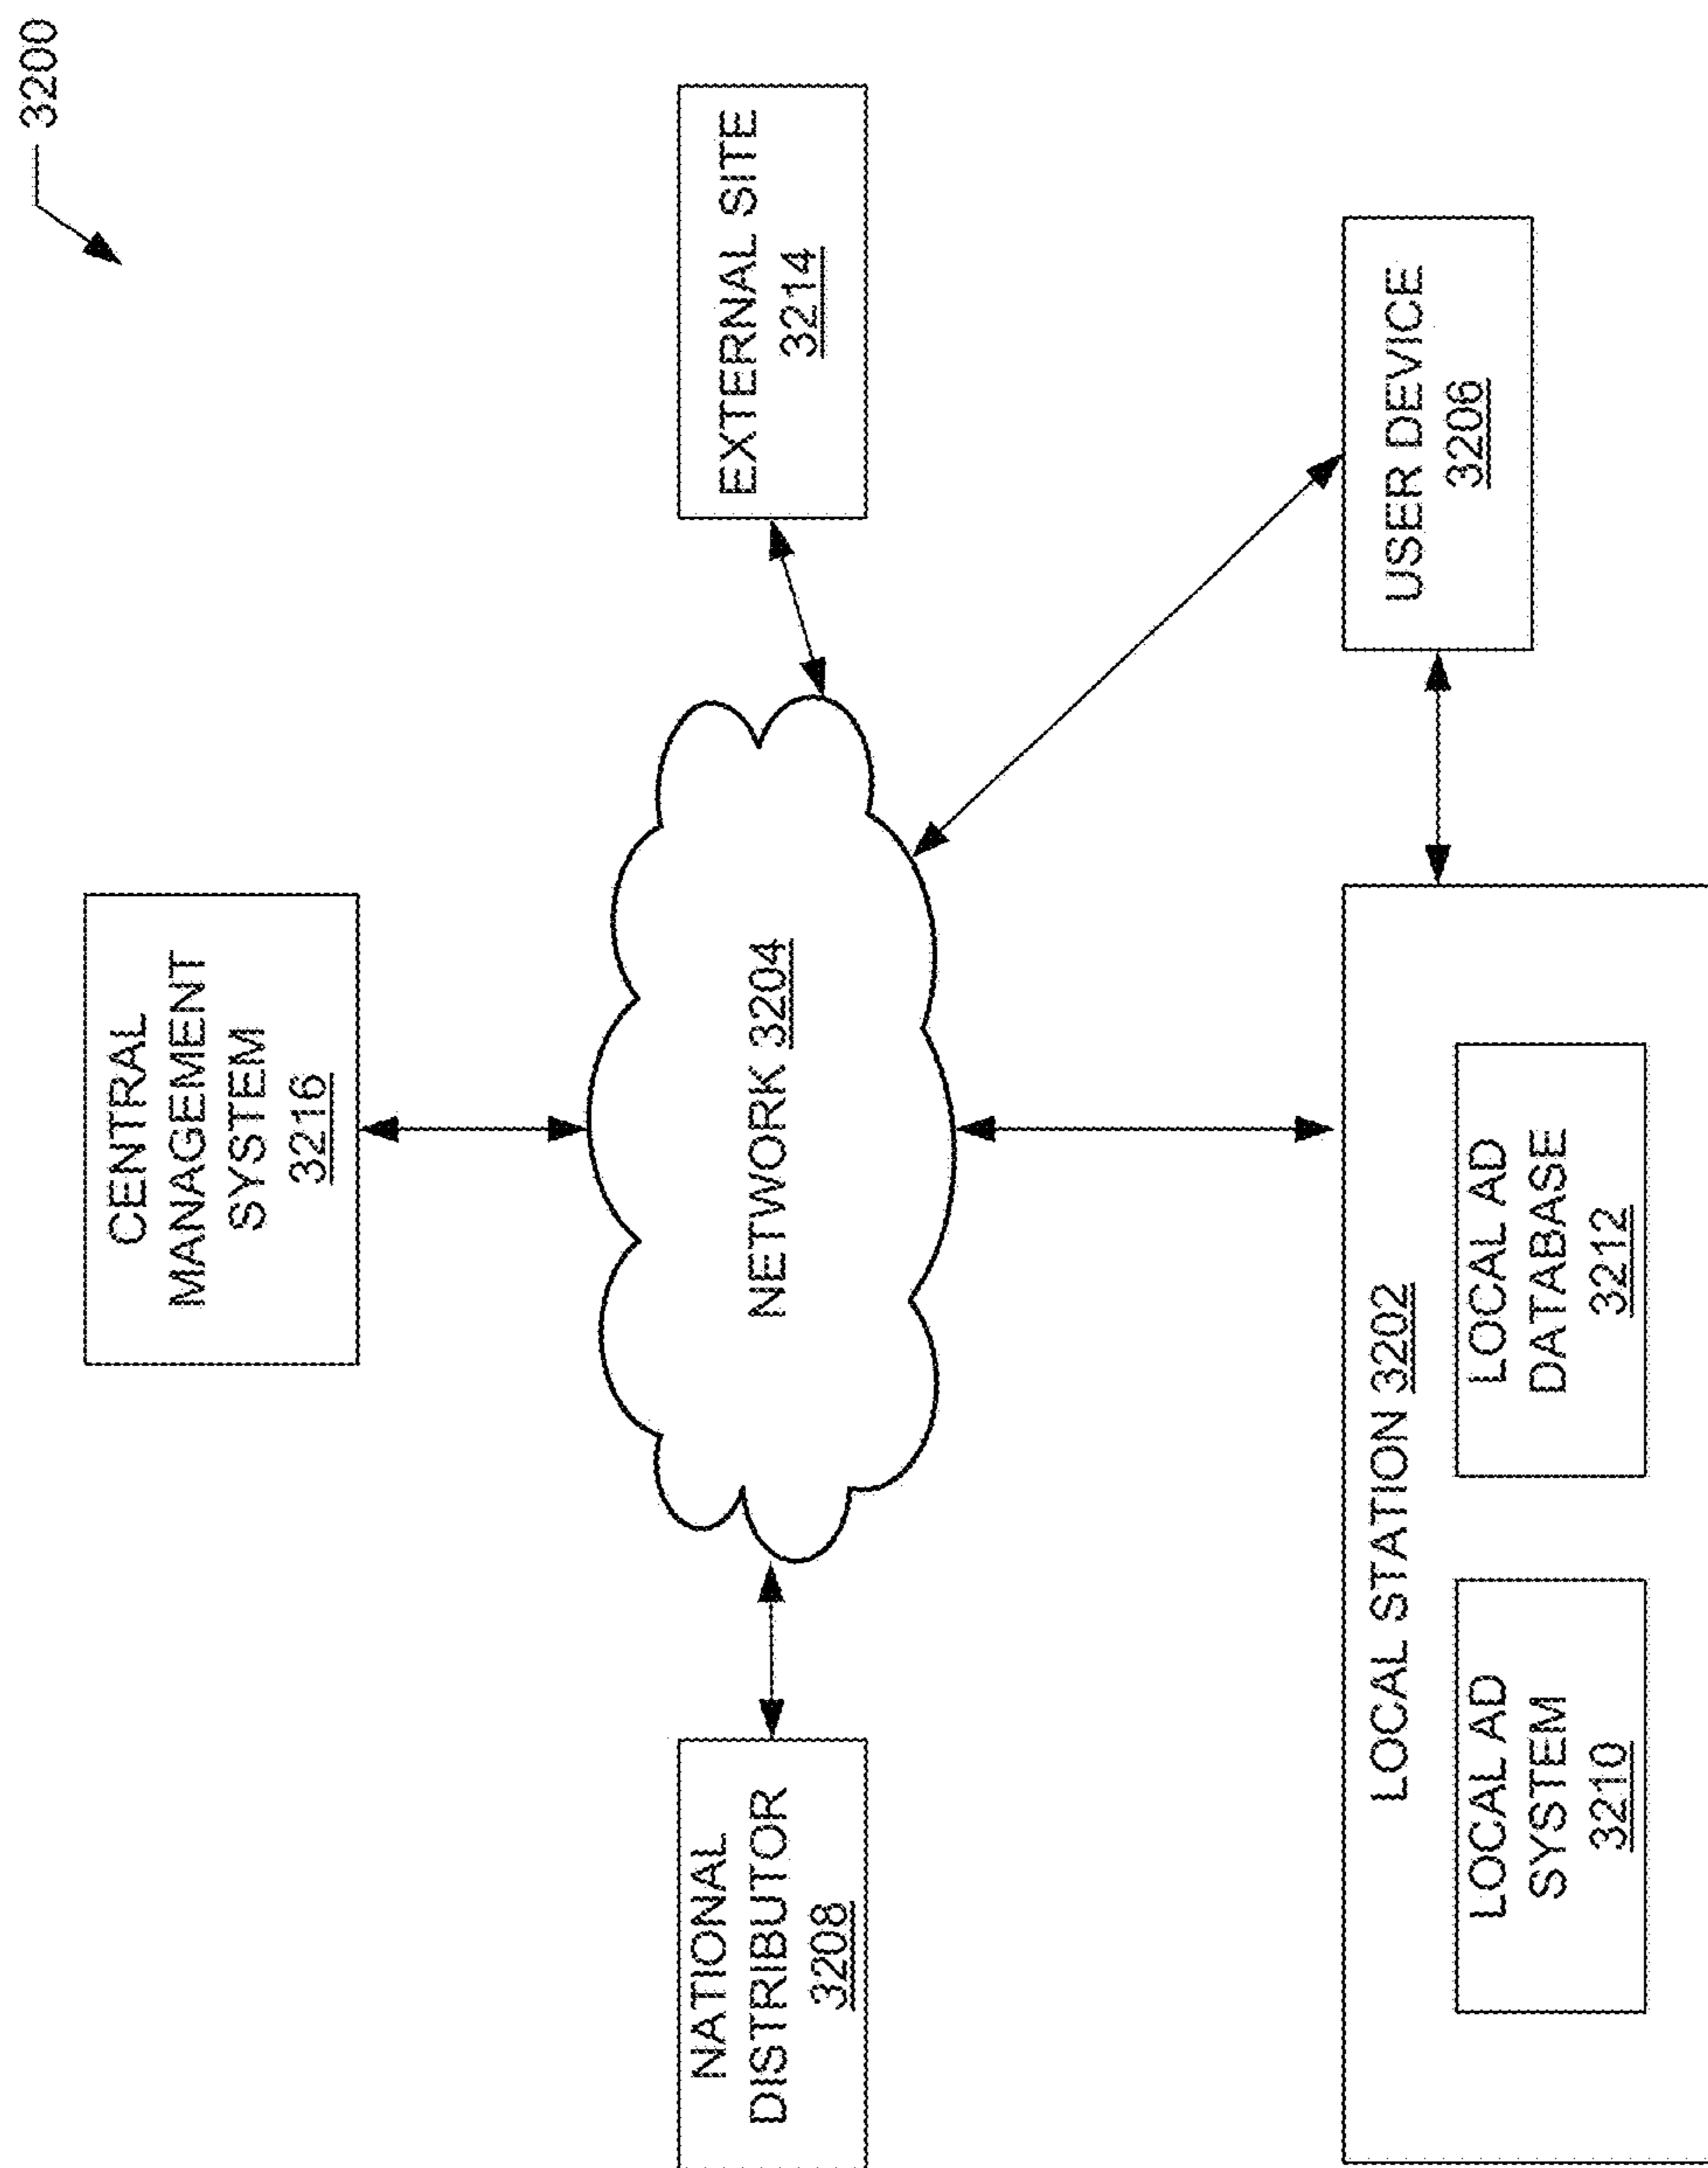 3200
CENTRAL
MANAGEMENT
SYSTEM
3216
NATIONAL
DISTRIBUTOR
3208
NETWORK 3204
EXTERNAL SITE
3214
LOCAL STATION 3202
LOCAL AD
SYSTEM
3210
LOCAL AD
DATABASE
3212
USER DEVICE
3206